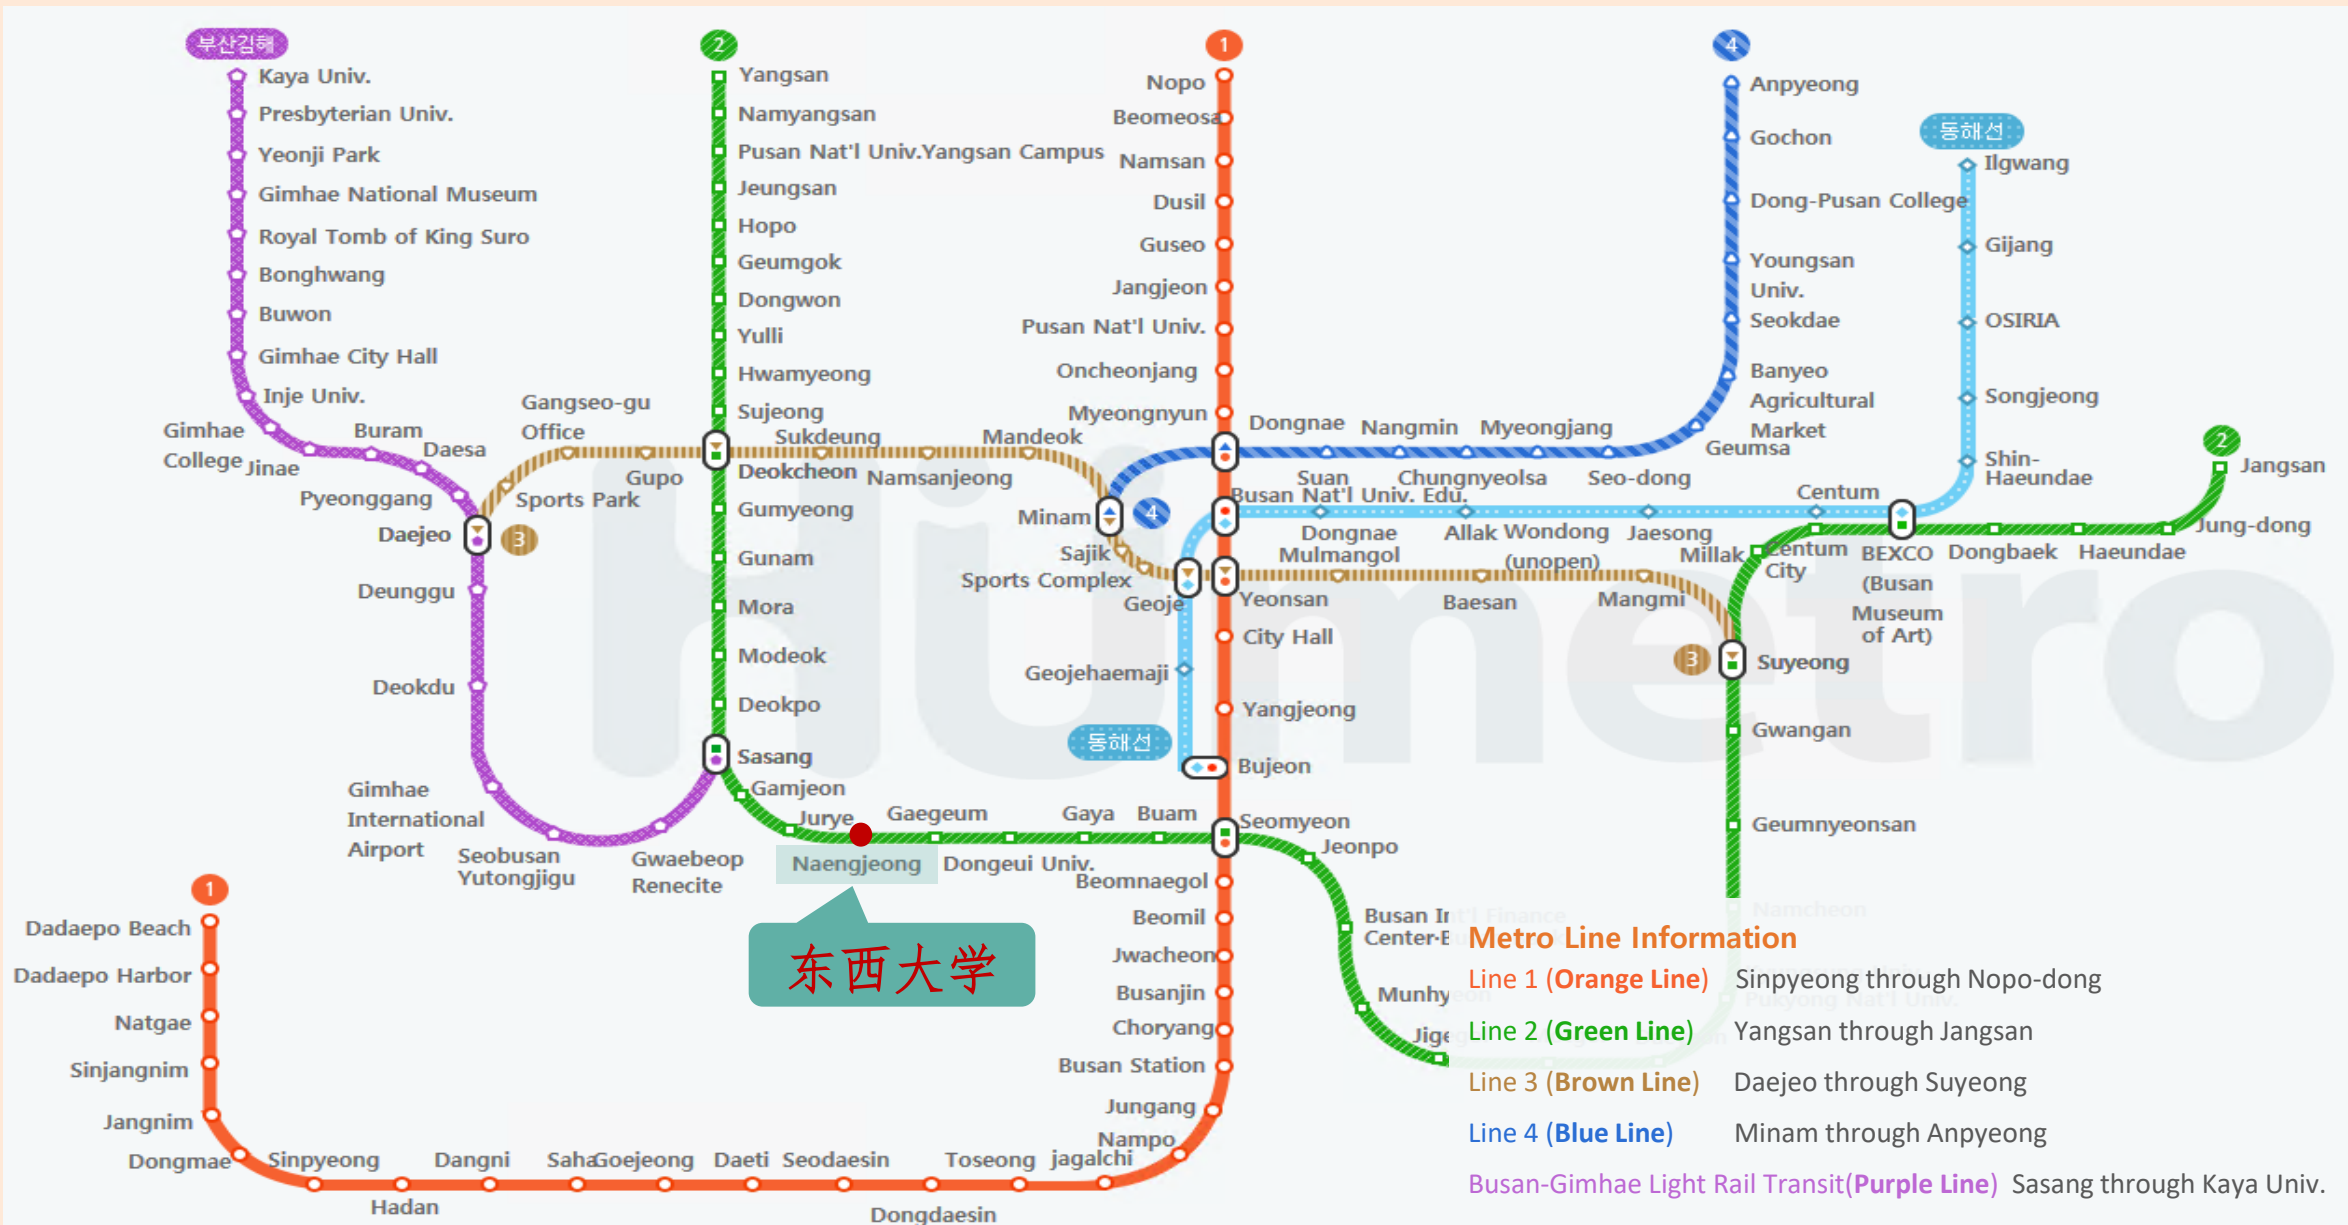 부산김해
Kaya Univ.
Presbyterian Univ.
Yeonji Park
Gimhae National Museum
Royal Tomb of King Suro
Bonghwang
Buwon
Gimhae City Hall
Inje Univ.
Gimhae
College
Jinae
Buram
Daesa
Pyeonggang
Daejeo
3
Deunggu
Deokdu
Gimhae
International
Airport
Seobusan
Yutongjigu
Gwaebeop
Renecite
Gangseo-gu
Office
Sports Park
Gupo
2
Yangsan
Namyangsan
Pusan Nat'l Univ.Yangsan Campus
Jeungsan
Hopo
Geumgok
Dongwon
Yulli
Hwamyeong
Sujeong
Sukdeung
Mandeok
Deokcheon
Namsanjeong
Gumyeong
Gunam
Mora
Modeok
Deokpo
Sasang
Gamjeon
Jurye
Naengjeong
东西大学
Gaegeum
Dongeui Univ.
Gaya
Buam
1
Nopo
Beomeosa
Namsan
Dusil
Guseo
Jangjeon
Pusan Nat'l Univ.
Oncheonjang
Myeongnyun
Dongnae
Nangmin
Myeongjang
Suan
Chungnyeolsa
Seo-dong
Geumsa
4
Anpyeong
Gochon
Dong-Pusan College
Youngsan
Univ.
Seokdae
Banyeo
Agricultural
Market
동해선
Ilgwang
Gijang
OSIRIA
Songjeong
Shin-
Haeundae
2
Jangsan
Jung-dong
Minam
4
Sajik
Sports Complex
Geoje
Busan Nat'l Univ. Edu.
Dongnae
Mulmangol
Allak
Wondong
(unopen)
Jaesong
Centum
Millak
Centum
City
BEXCO
(Busan
Museum
of Art)
Dongbaek
Haeundae
Yeonsan
Baesan
Mangmi
City Hall
Geojehaemaji
Yangjeong
동해선
Bujeon
3
Suyeong
Gwangan
Geumnyeonsan
Namcheon
Pukyong Nat'l Univ.
Seomyeon
Jeonpo
Busan Int'l Finance
Center·B
Munhyeon
Jige
Beomnaegol
Beomil
Jwacheon
Busanjin
Choryang
Busan Station
Jungang
Nampo
jagalchi
Toseong
Dongdaesin
Seodaesin
Daeti
Goejeong
Saha
Dangni
Hadan
Sinpyeong
Dongmae
Jangnim
Sinjangnim
Natgae
Dadaepo Harbor
Dadaepo Beach
1
Metro Line Information
Line 1 (Orange Line) Sinpyeong through Nopo-dong
Line 2 (Green Line) Yangsan through Jangsan
Line 3 (Brown Line) Daejeo through Suyeong
Line 4 (Blue Line) Minam through Anpyeong
Busan-Gimhae Light Rail Transit(Purple Line) Sasang through Kaya Univ.
Humetro